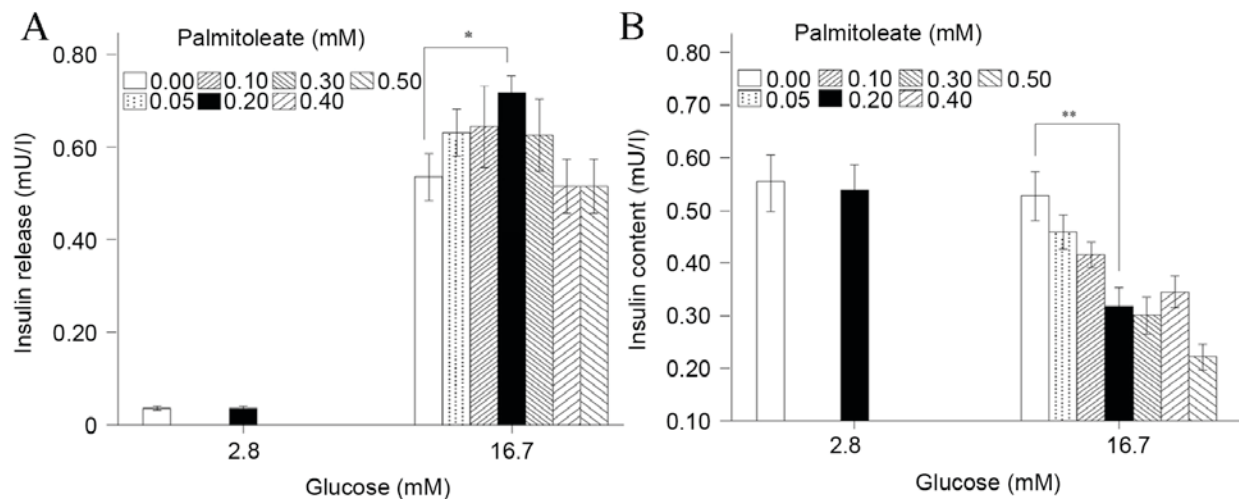 A
Palmitoleate (mM)
0.00 0.10 0.30 0.50
0.05 0.20 0.40
*
0.80
0.60
0.40
0.20
0
Insulin release (mU/l)
2.8 16.7
Glucose (mM)
B
Palmitoleate (mM)
0.00 0.10 0.30 0.50
0.05 0.20 0.40
**
0.80
0.70
0.60
0.50
0.40
0.30
0.20
0.10
Insulin content (mU/l)
2.8 16.7
Glucose (mM)